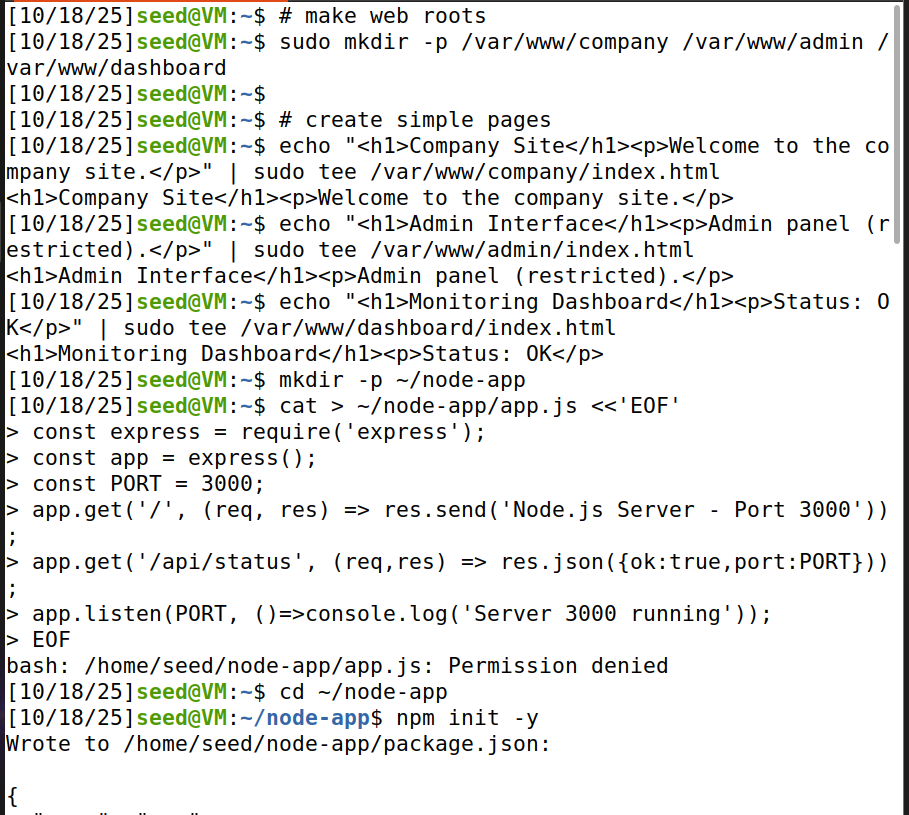 [10/18/25]seed@VM:~$ # make web roots
[10/18/25]seed@VM:~$ sudo mkdir -p /var/www/company /var/www/admin /
var/www/dashboard
[10/18/25]seed@VM:~$
[10/18/25]seed@VM:~$ # create simple pages
[10/18/25]seed@VM:~$ echo "<h1>Company Site</h1><p>Welcome to the co
mpany site.</p>" | sudo tee /var/www/company/index.html
<h1>Company Site</h1><p>Welcome to the company site.</p>
[10/18/25]seed@VM:~$ echo "<h1>Admin Interface</h1><p>Admin panel (r
estricted).</p>" | sudo tee /var/www/admin/index.html
<h1>Admin Interface</h1><p>Admin panel (restricted).</p>
[10/18/25]seed@VM:~$ echo "<h1>Monitoring Dashboard</h1><p>Status: O
K</p>" | sudo tee /var/www/dashboard/index.html
<h1>Monitoring Dashboard</h1><p>Status: OK</p>
[10/18/25]seed@VM:~$ mkdir -p ~/node-app
[10/18/25]seed@VM:~$ cat > ~/node-app/app.js <<'EOF'
> const express = require('express');
> const app = express();
> const PORT = 3000;
> app.get('/', (req, res) => res.send('Node.js Server - Port 3000'))
;
> app.get('/api/status', (req,res) => res.json({ok:true,port:PORT}))
;
> app.listen(PORT, ()=>console.log('Server 3000 running'));
> EOF
bash: /home/seed/node-app/app.js: Permission denied
[10/18/25]seed@VM:~$ cd ~/node-app
[10/18/25]seed@VM:~/node-app$ npm init -y
Wrote to /home/seed/node-app/package.json:
{